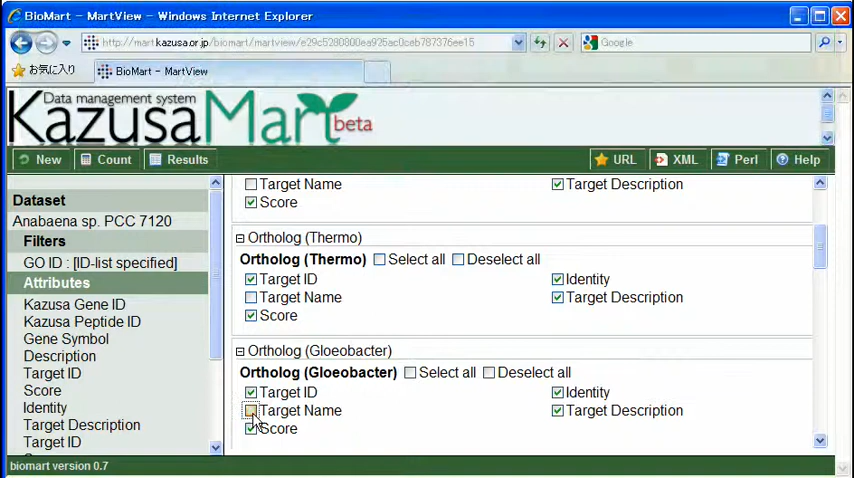 BioMart - MartView - Windows Internet Explorer
http://mart.kazusa.or.jp/biomart/martview/e29c5280800ea925ac0ceb787376ee15
Google
お気に入り
BioMart - MartView
Data management system
KazusaMart beta
New
Count
Results
URL
XML
Perl
Help
Dataset
Anabaena sp. PCC 7120
Filters
GO ID : [ID-list specified]
Attributes
Kazusa Gene ID
Kazusa Peptide ID
Gene Symbol
Description
Target ID
Score
Identity
Target Description
Target ID
Target Name
Target Description
Score
Ortholog (Thermo)
Ortholog (Thermo) Select all Deselect all
Target ID
Identity
Target Name
Target Description
Score
Ortholog (Gloeobacter)
Ortholog (Gloeobacter) Select all Deselect all
Target ID
Identity
Target Name
Target Description
Score
biomart version 0.7